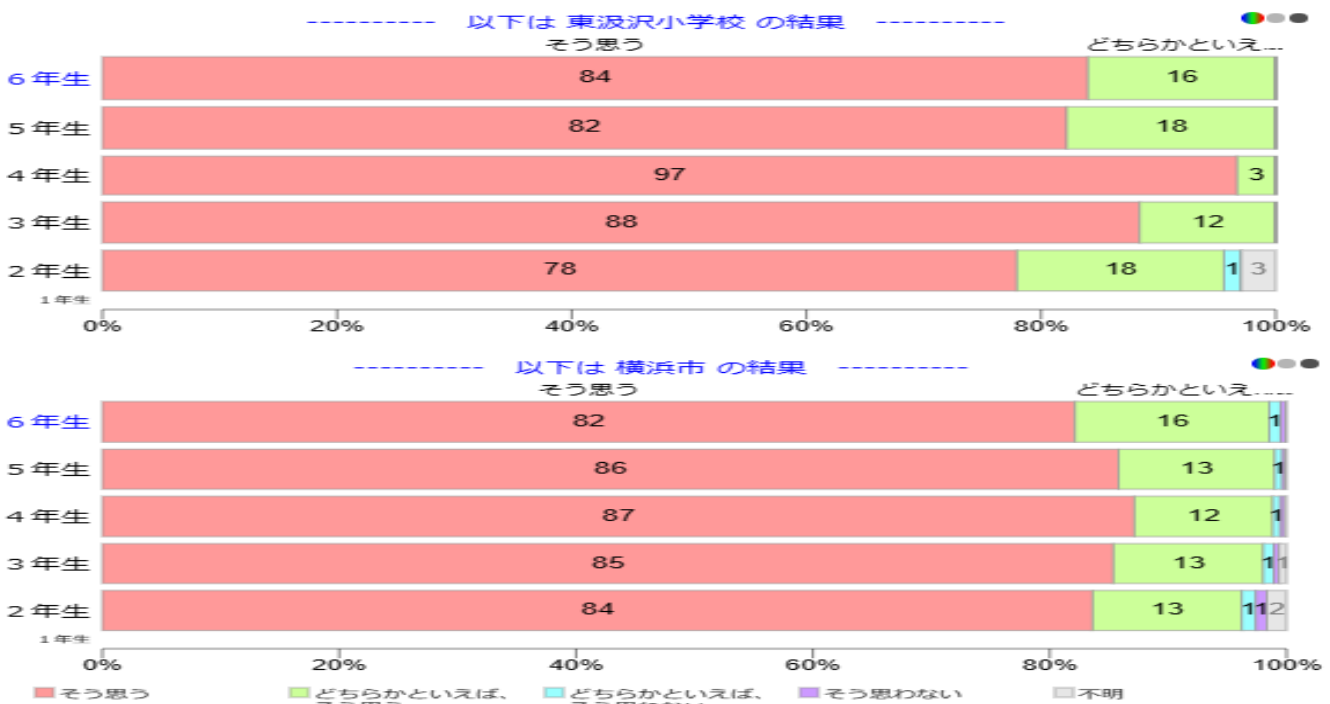 ---------- 以下は 東汲沢小学校 の結果 ----------
そう思う どちらかといえ...
6年生 84 16
5年生 82 18
4年生 97 3
3年生 88 12
2年生 78 18 1 3
1年生
0% 20% 40% 60% 80% 100%
---------- 以下は 横浜市 の結果 ----------
そう思う どちらかといえ......
6年生 82 16 1
5年生 86 13 1
4年生 87 12 1
3年生 85 13 1 1
2年生 84 13 1 1 2
1年生
0% 20% 40% 60% 80% 100%
そう思う どちらかといえば、 どちらかといえば、 そう思わない 不明